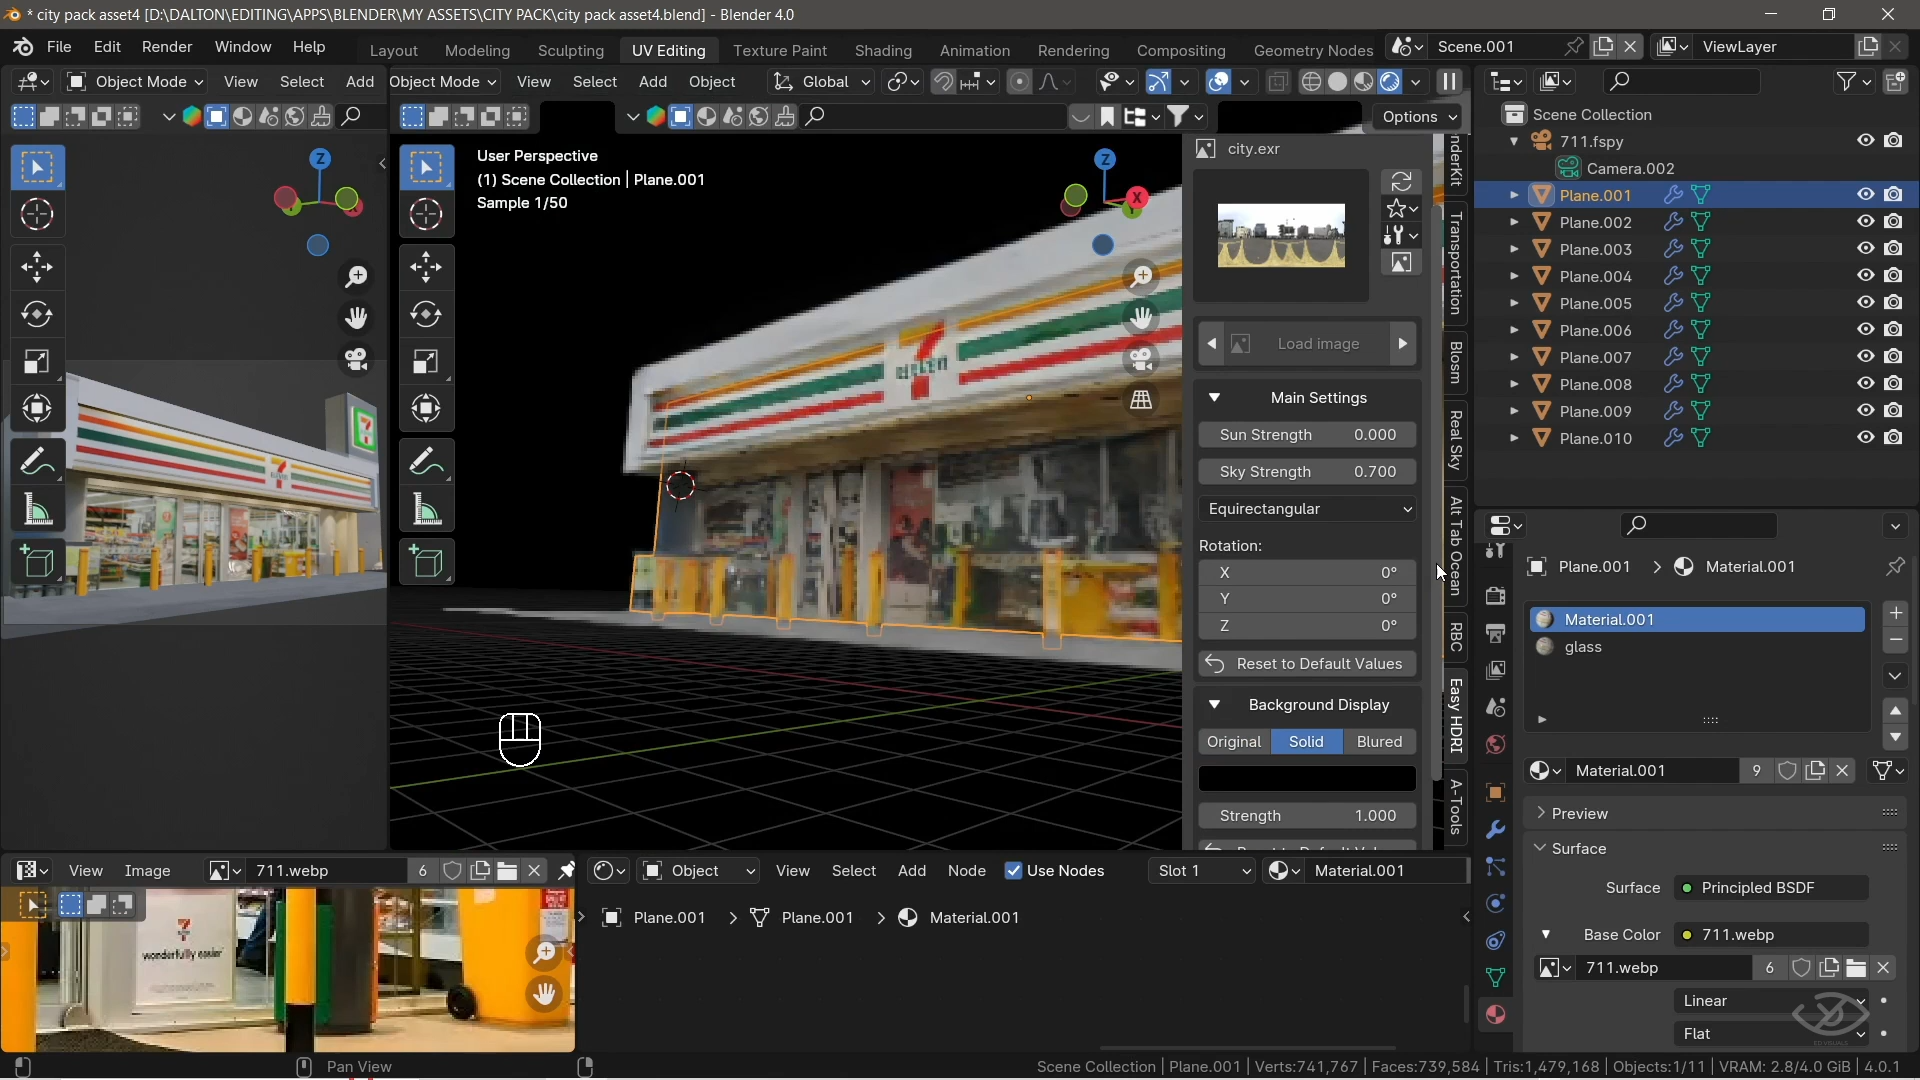 * city pack asset4 [D:\DALTON\EDITING\APPS\BLENDER\MY ASSETS\CITY PACK\city pack asset4.blend] - Blender 4.0
File Edit Render Window Help
Layout Modeling Sculpting UV Editing Texture Paint Shading Animation Rendering Compositing Geometry Nodes
Scene.001
ViewLayer
Object Mode View Select Add
Object Mode View Select Add Object Global
Options
User Perspective
(1) Scene Collection | Plane.001
Sample 1/50
Z
Z
X
Y
city.exr
Load image
Main Settings
Sun Strength 0.000
Sky Strength 0.700
Equirectangular
Rotation:
X 0°
Y 0°
Z 0°
Reset to Default Values
Background Display
Original Solid Blured
Strength 1.000
nderKit
Transportation
Blosm
Real Sky
Alt Tab Ocean
RBC
Easy HDRI
A-Tools
Scene Collection
711.fspy
Camera.002
Plane.001
Plane.002
Plane.003
Plane.004
Plane.005
Plane.006
Plane.007
Plane.008
Plane.009
Plane.010
Plane.001 > Material.001
Material.001
glass
Material.001 9
Preview
Surface
Surface Principled BSDF
Base Color 711.webp
711.webp 6
Linear
Flat
View Image 711.webp 6
wonderfully easier
Object View Select Add Node Use Nodes Slot 1 Material.001
Plane.001 > Plane.001 > Material.001
Pan View
Scene Collection | Plane.001 | Verts:741,767 | Faces:739,584 | Tris:1,479,168 | Objects:1/11 | VRAM: 2.8/4.0 GiB | 4.0.1